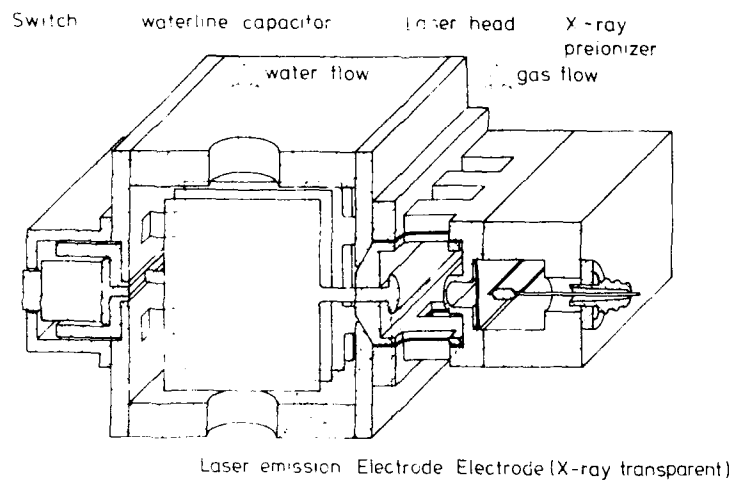 Switch waterline capacitor Laser head X-ray
preionizer
water flow gas flow
Laser emission Electrode Electrode (X-ray transparent)